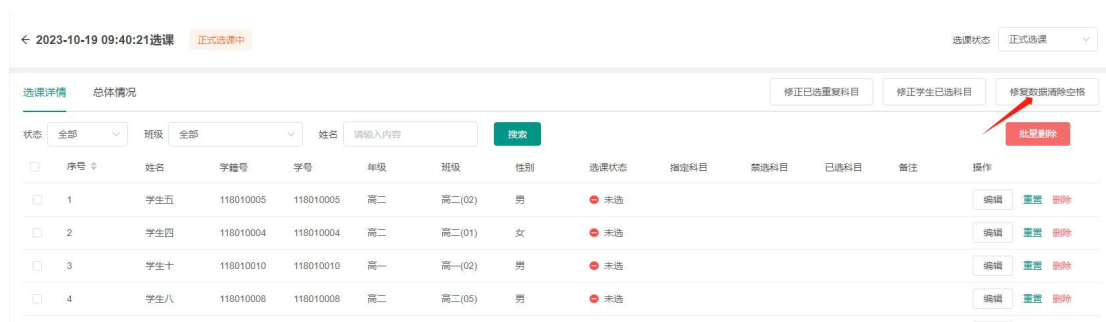 ← 2023-10-19 09:40:21选课 正式选课中 选课状态 正式选课
选课详情 总体情况 修正已选重复科目 修正学生已选科目 修复数据清除空格
状态 全部 班级 全部 姓名 请输入内容 搜索 批量删除
序号 姓名 学籍号 学号 年级 班级 性别 选课状态 指定科目 禁选科目 已选科目 备注 操作
1 学生五 118010005 118010005 高二 高二(02) 男 未选 编辑 重置 删除
2 学生四 118010004 118010004 高二 高二(01) 女 未选 编辑 重置 删除
3 学生十 118010010 118010010 高一 高一(02) 男 未选 编辑 重置 删除
4 学生八 118010008 118010008 高二 高二(05) 男 未选 编辑 重置 删除